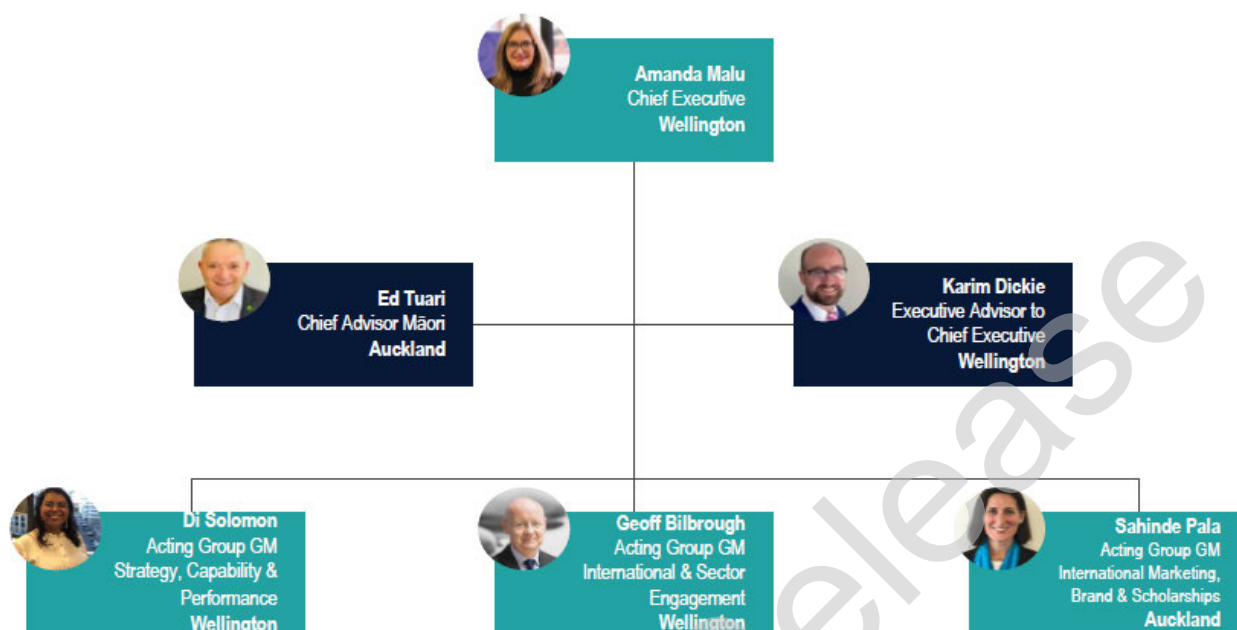 Amanda Malu
Chief Executive
Wellington
Ed Tuari
Chief Advisor Māori
Auckland
Karim Dickie
Executive Advisor to
Chief Executive
Wellington
Di Solomon
Acting Group GM
Strategy, Capability &
Performance
Wellington
Geoff Bilbrough
Acting Group GM
International & Sector
Engagement
Wellington
Sahinde Pala
Acting Group GM
International Marketing,
Brand & Scholarships
Auckland
elease